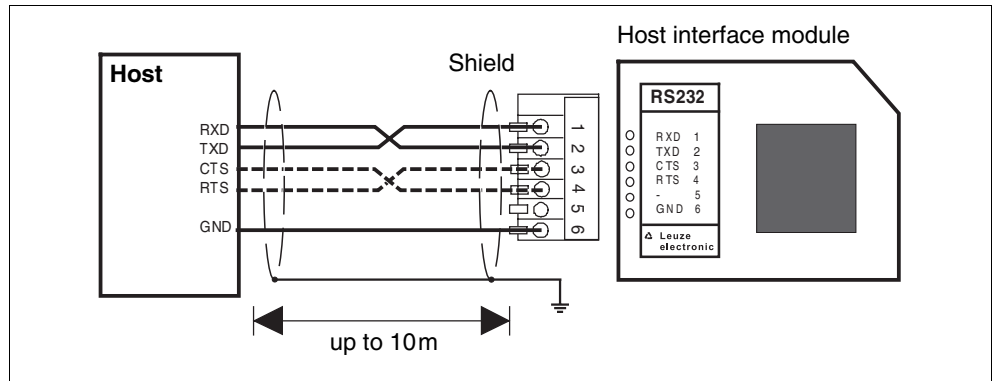 Host
RXD
TXD
CTS
RTS
GND
Shield
1
2
3
4
5
6
up to 10m
Host interface module
RS232
RXD 1
TXD 2
CTS 3
RTS 4
- 5
GND 6
Leuze
electronic